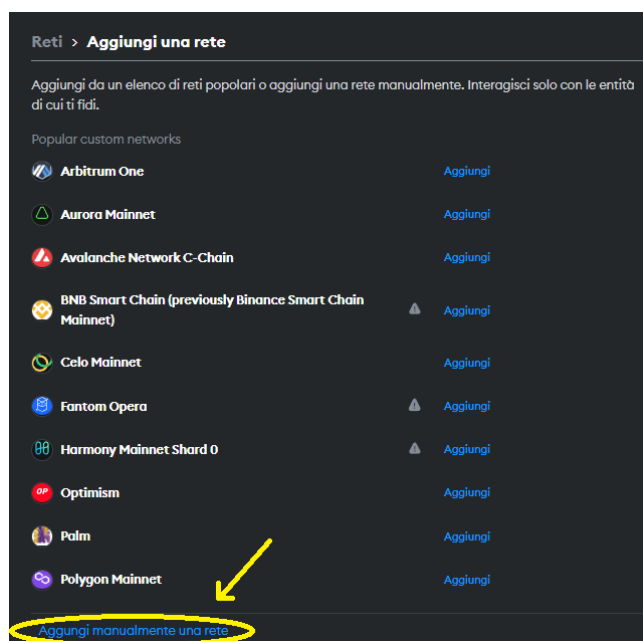 Reti > Aggiungi una rete
Aggiungi da un elenco di reti popolari o aggiungi una rete manualmente. Interagisci solo con le entità
di cui ti fidi.
Popular custom networks
Arbitrum One Aggiungi
Aurora Mainnet Aggiungi
Avalanche Network C-Chain Aggiungi
BNB Smart Chain (previously Binance Smart Chain
Mainnet) Aggiungi
Celo Mainnet Aggiungi
Fantom Opera Aggiungi
Harmony Mainnet Shard 0 Aggiungi
OP Optimism Aggiungi
Palm Aggiungi
Polygon Mainnet Aggiungi
Aggungi manualmente una rete